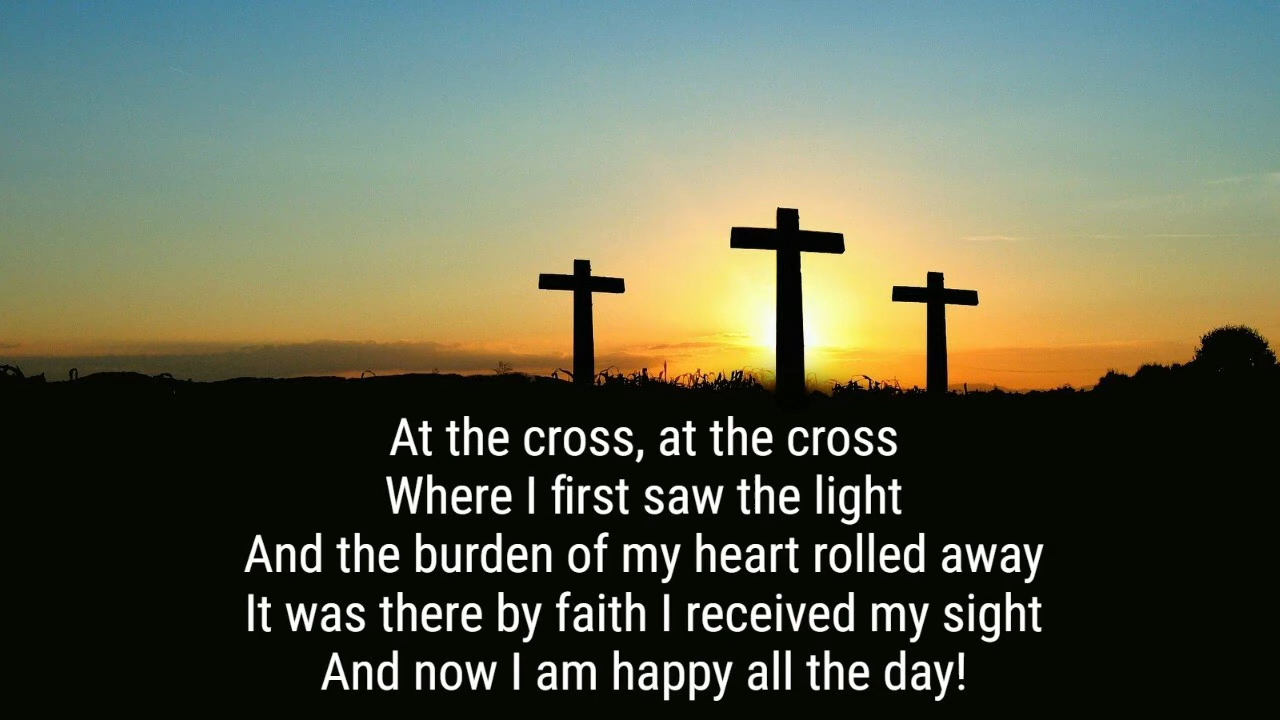 At the cross, at the cross
Where I first saw the light
And the burden of my heart rolled away
It was there by faith I received my sight
And now I am happy all the day!